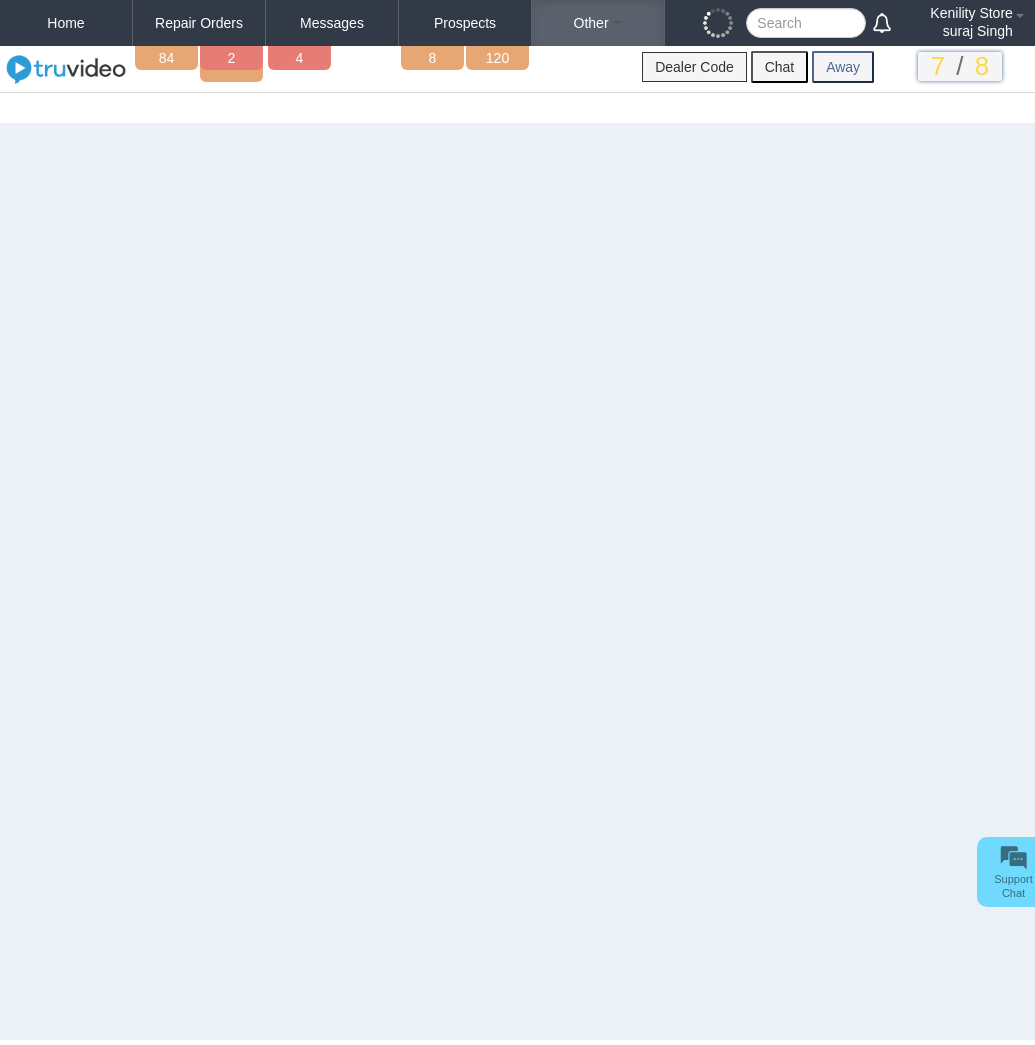 Home
Repair Orders
Messages
Prospects
Other
Search
Kenility Store
suraj Singh
truvideo
84
2
4
8
120
Dealer Code
Chat
Away
7 / 8
Support
Chat